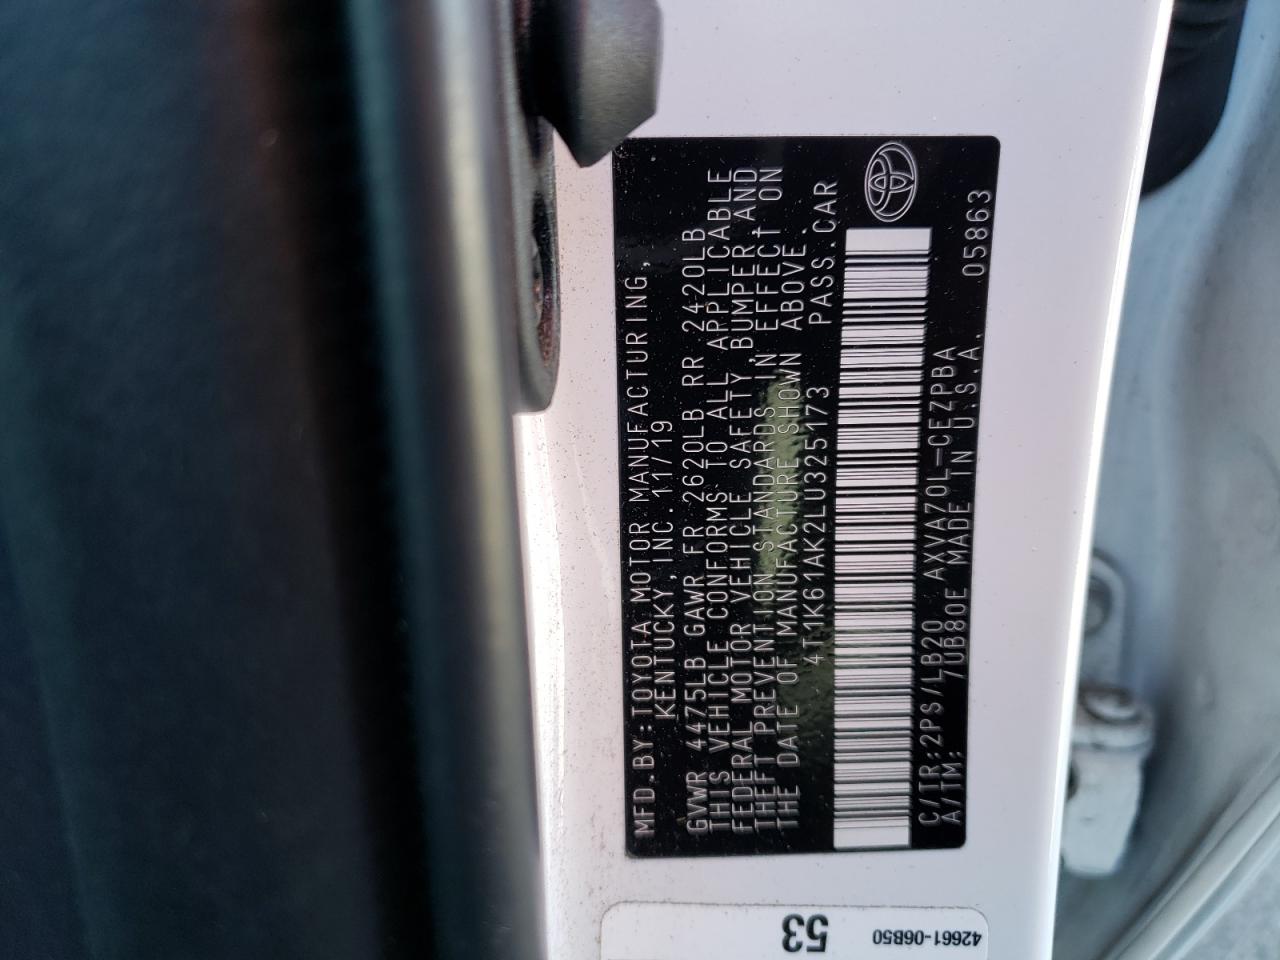 MFD.BY:TOYOTA MOTOR MANUFACTURING,
KENTUCKY,INC. 11/19
GVWR 4475LB GAWR FR 2620LB RR 2420LB
THIS VEHICLE CONFORMS TO ALL APPLICABLE
FEDERAL MOTOR VEHICLE SAFETY,BUMPER,AND
THEFT PREVENTION STANDARDS IN EFFECT ON
THE DATE OF MANUFACTURE SHOWN ABOVE.
4T1K61AK2LU325173 PASS.CAR
C/TR:2PS/LB20 AXVA70L-CEZPBA 05863
A/TM: /UB80E MADE IN U.S.A.
53
42661-06B50